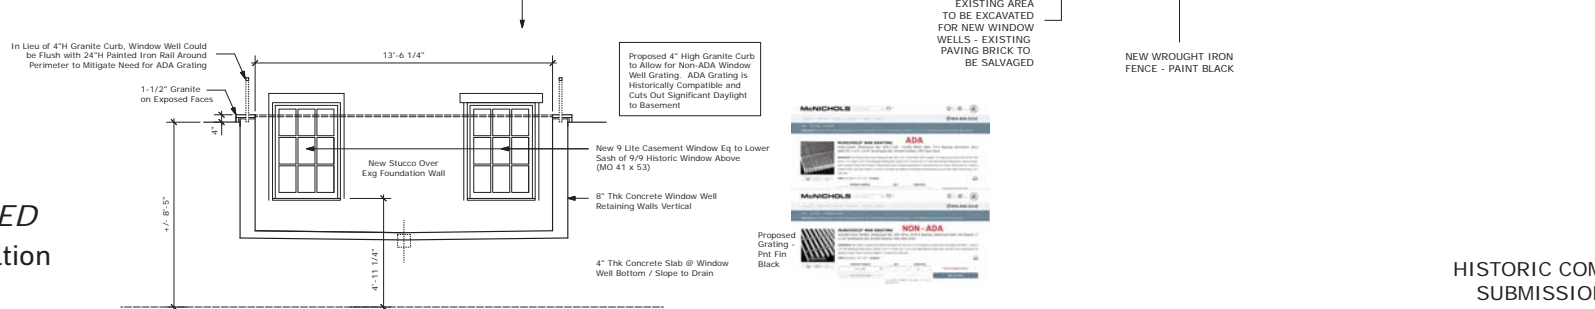 EXISTING AREA
TO BE EXCAVATED
FOR NEW WINDOW
WELLS - EXISTING
PAVING BRICK TO
BE SALVAGED
NEW WROUGHT IRON
FENCE - PAINT BLACK
In Lieu of 4"H Granite Curb, Window Well Could
be Flush with 24"H Painted Iron Rail Around
Perimeter to Mitigate Need for ADA Grating
1-1/2" Granite
on Exposed Faces
13'-6 1/4"
4"
+/- 8'-5"
4'-11 1/4"
New Stucco Over
Exg Foundation Wall
Proposed 4" High Granite Curb
to Allow for Non-ADA Window
Well Grating. ADA Grating is
Historically Compatible and
Cuts Out Significant Daylight
to Basement
New 9 Lite Casement Window Eq to Lower
Sash of 9/9 Historic Window Above
(MO 41 x 53)
8" Thk Concrete Window Well
Retaining Walls Vertical
4" Thk Concrete Slab @ Window
Well Bottom / Slope to Drain
Proposed
Grating -
Pnt Fin
Black
McNICHOLS
ADA
McNICHOLS
NON - ADA
ED
tion
HISTORIC COM
SUBMISSION